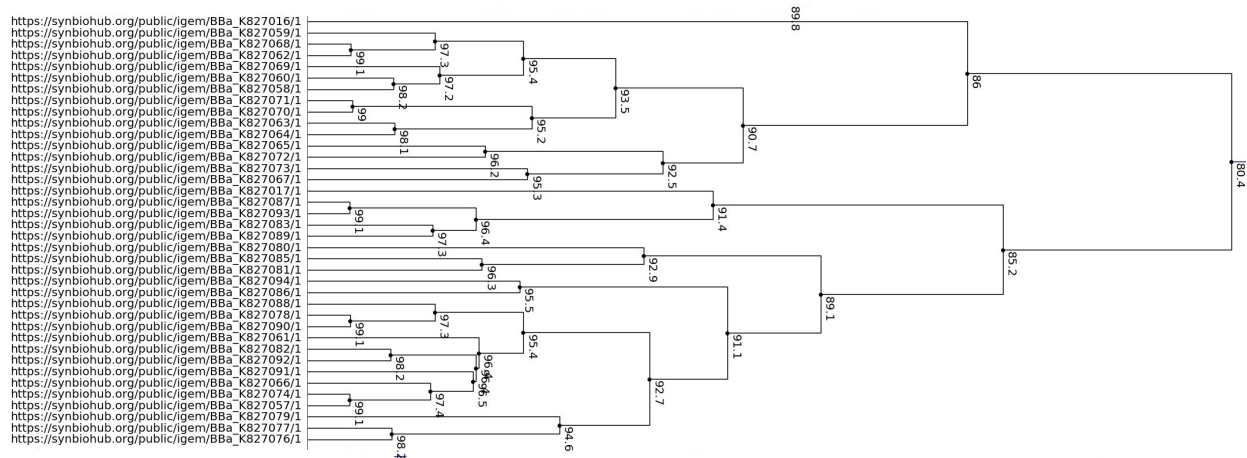 https://synbiohub.org/public/igem/BBa_K827016/1
https://synbiohub.org/public/igem/BBa_K827059/1
https://synbiohub.org/public/igem/BBa_K827068/1
https://synbiohub.org/public/igem/BBa_K827062/1
https://synbiohub.org/public/igem/BBa_K827069/1
https://synbiohub.org/public/igem/BBa_K827060/1
https://synbiohub.org/public/igem/BBa_K827058/1
https://synbiohub.org/public/igem/BBa_K827071/1
https://synbiohub.org/public/igem/BBa_K827070/1
https://synbiohub.org/public/igem/BBa_K827063/1
https://synbiohub.org/public/igem/BBa_K827064/1
https://synbiohub.org/public/igem/BBa_K827065/1
https://synbiohub.org/public/igem/BBa_K827072/1
https://synbiohub.org/public/igem/BBa_K827073/1
https://synbiohub.org/public/igem/BBa_K827067/1
https://synbiohub.org/public/igem/BBa_K827017/1
https://synbiohub.org/public/igem/BBa_K827087/1
https://synbiohub.org/public/igem/BBa_K827093/1
https://synbiohub.org/public/igem/BBa_K827083/1
https://synbiohub.org/public/igem/BBa_K827089/1
https://synbiohub.org/public/igem/BBa_K827080/1
https://synbiohub.org/public/igem/BBa_K827085/1
https://synbiohub.org/public/igem/BBa_K827081/1
https://synbiohub.org/public/igem/BBa_K827094/1
https://synbiohub.org/public/igem/BBa_K827086/1
https://synbiohub.org/public/igem/BBa_K827088/1
https://synbiohub.org/public/igem/BBa_K827078/1
https://synbiohub.org/public/igem/BBa_K827090/1
https://synbiohub.org/public/igem/BBa_K827061/1
https://synbiohub.org/public/igem/BBa_K827082/1
https://synbiohub.org/public/igem/BBa_K827092/1
https://synbiohub.org/public/igem/BBa_K827091/1
https://synbiohub.org/public/igem/BBa_K827066/1
https://synbiohub.org/public/igem/BBa_K827074/1
https://synbiohub.org/public/igem/BBa_K827057/1
https://synbiohub.org/public/igem/BBa_K827079/1
https://synbiohub.org/public/igem/BBa_K827077/1
https://synbiohub.org/public/igem/BBa_K827076/1
89.8
99.1
97.3
97.2
98.2
95.4
93.5
99
98.1
95.2
96.2
95.3
92.5
90.7
86
80.4
99.1
97.3
96.4
91.4
96.3
92.9
85.2
89.1
95.5
91.1
99.1
97.3
95.4
98.2
96.5
97.4
99.1
92.7
94.6
98.2